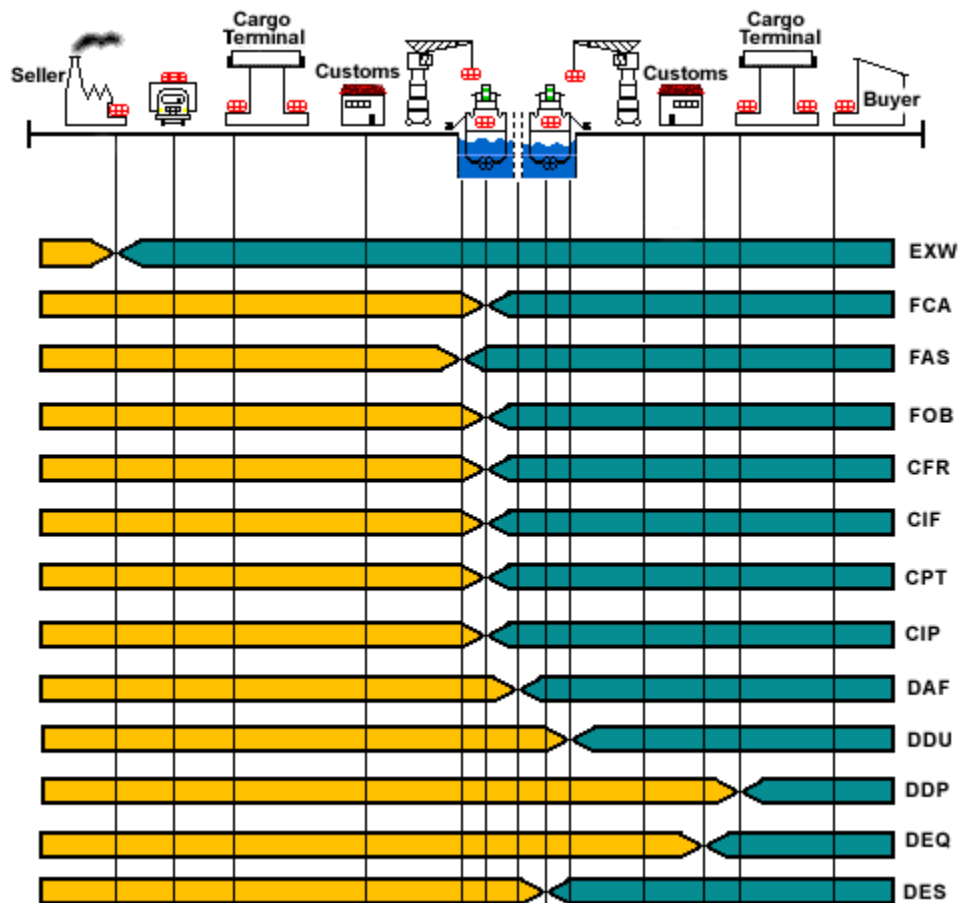 Cargo
Terminal
Cargo
Terminal
Seller
Customs
Customs
Buyer
EXW
FCA
FAS
FOB
CFR
CIF
CPT
CIP
DAF
DDU
DDP
DEQ
DES